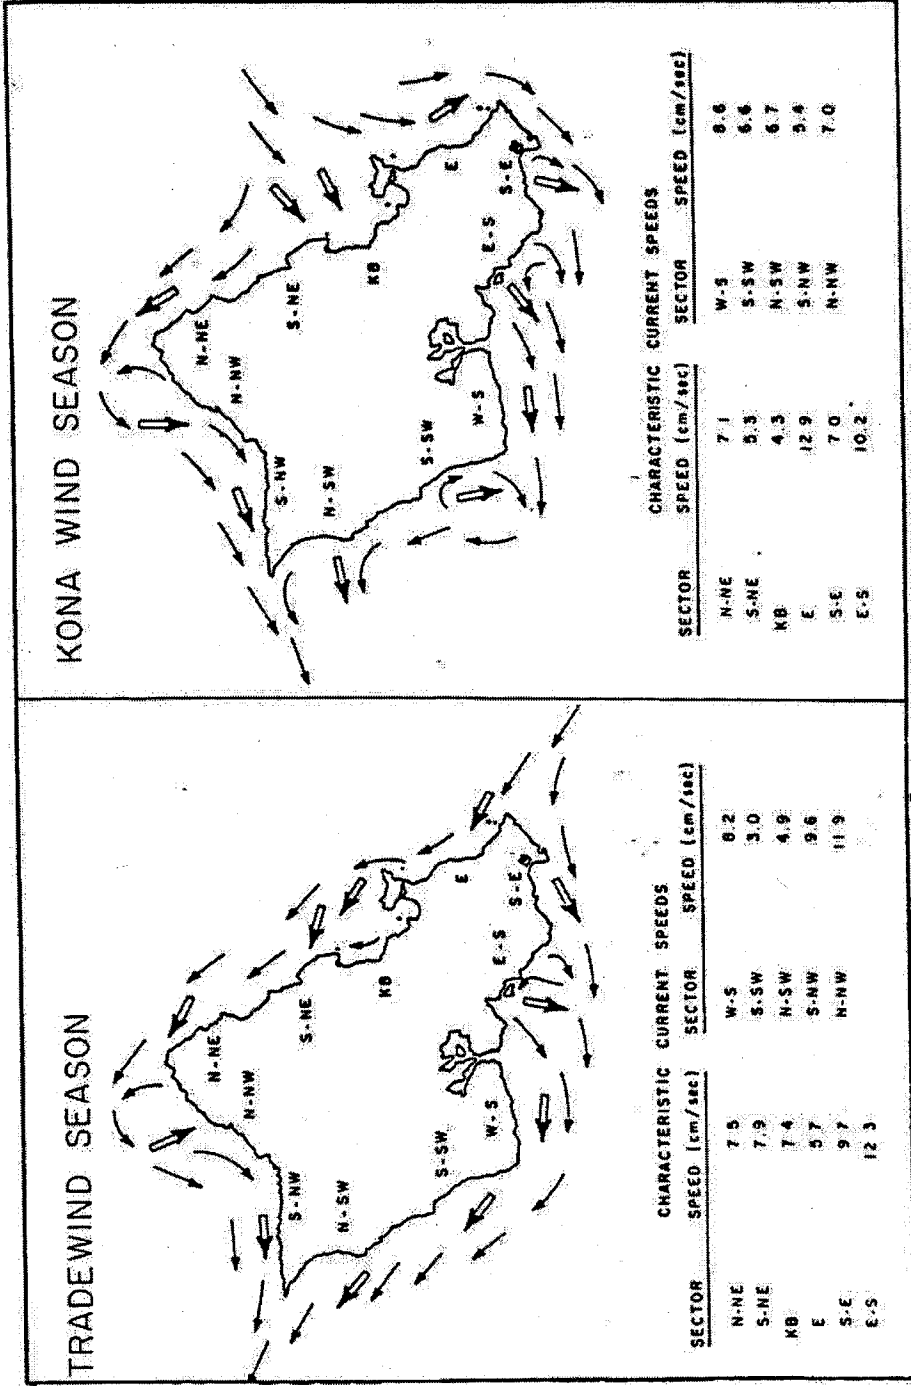 TRADEWIND SEASON
N-NE
N-NW
S-NE
S-NW
N-SW
KB
S-SW
E
W-S
E-S
S-E
CHARACTERISTIC CURRENT SPEEDS
SECTOR SPEED (cm/sec) SECTOR SPEED (cm/sec)
N-NE 7.5 W-S 8.2
S-NE 7.9 S-SW 3.0
KB 7.4 N-SW 4.9
E 5.7 S-NW 9.6
S-E 9.7 N-NW 11.9
E-S 12.3
KONA WIND SEASON
N-NE
N-NW
S-NE
S-NW
N-SW
KB
S-SW
E
W-S
E-S
S-E
CHARACTERISTIC CURRENT SPEEDS
SECTOR SPEED (cm/sec) SECTOR SPEED (cm/sec)
N-NE 7.1 W-S 8.6
S-NE 5.3 S-SW 6.6
KB 4.3 N-SW 6.7
E 12.9 S-NW 5.4
S-E 7.0 N-NW 7.0
E-S 10.2